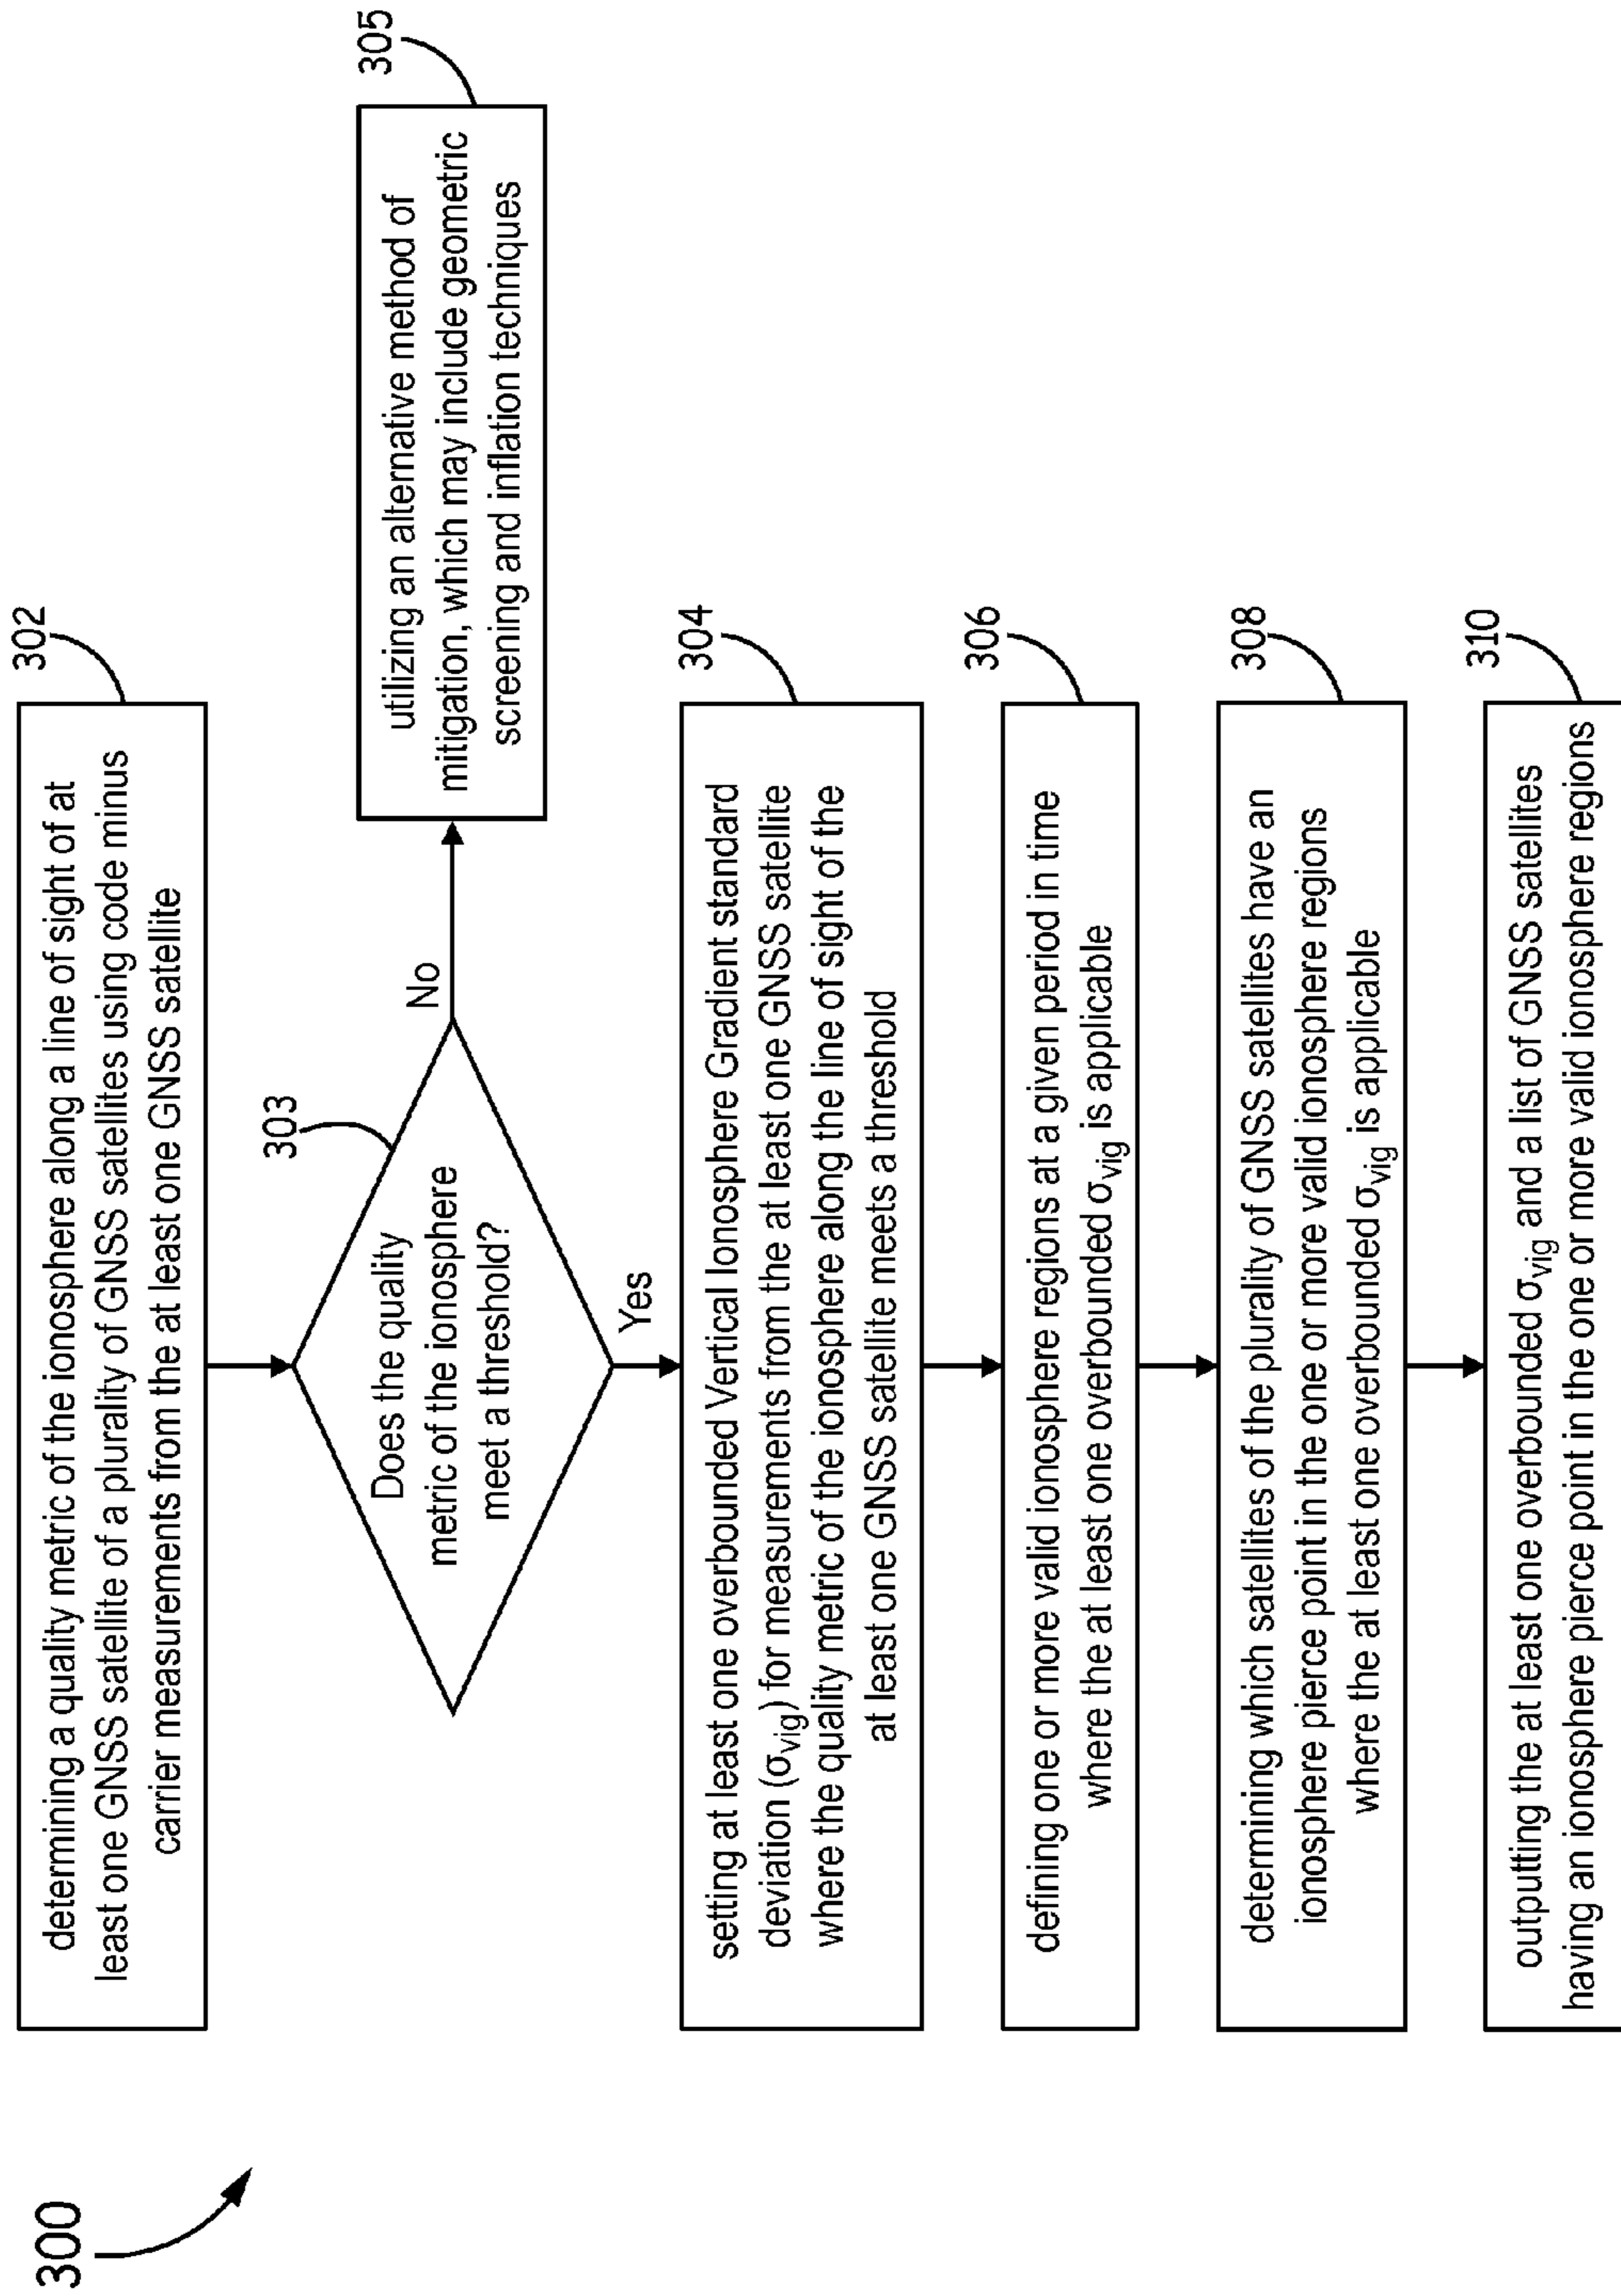 300
302
determining a quality metric of the ionosphere along a line of sight of at
least one GNSS satellite of a plurality of GNSS satellites using code minus
carrier measurements from the at least one GNSS satellite
303
Does the quality
metric of the ionosphere
meet a threshold?
No
305
utilizing an alternative method of
mitigation, which may include geometric
screening and inflation techniques
Yes
304
setting at least one overbounded Vertical Ionosphere Gradient standard
deviation (σvig) for measurements from the at least one GNSS satellite
where the quality metric of the ionosphere along the line of sight of the
at least one GNSS satellite meets a threshold
306
defining one or more valid ionosphere regions at a given period in time
where the at least one overbounded σvig is applicable
308
determining which satellites of the plurality of GNSS satellites have an
ionosphere pierce point in the one or more valid ionosphere regions
where the at least one overbounded σvig is applicable
310
outputting the at least one overbounded σvig and a list of GNSS satellites
having an ionosphere pierce point in the one or more valid ionosphere regions